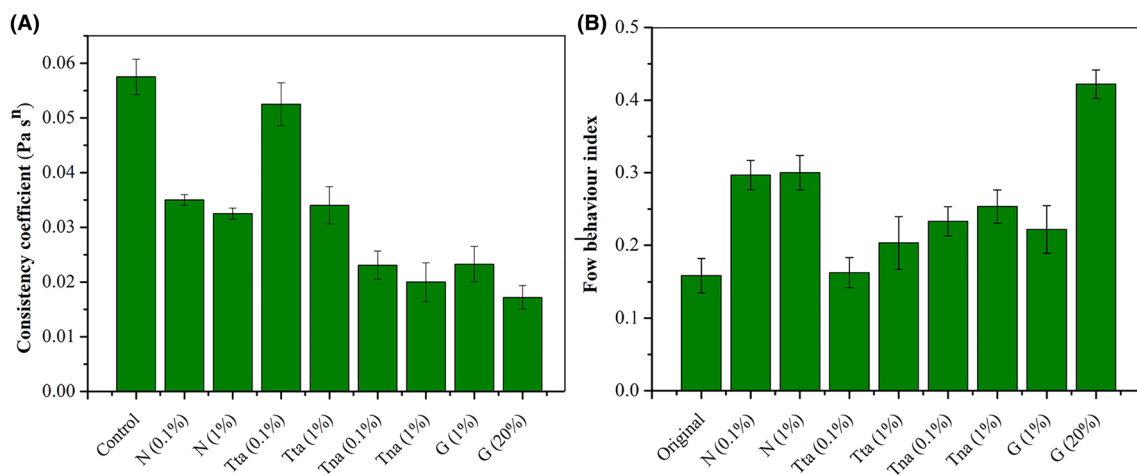 (A)
Consistency coefficient (Pa sⁿ)
0.06
0.05
0.04
0.03
0.02
0.01
0.00
Control
N (0.1%)
N (1%)
Tta (0.1%)
Tta (1%)
Tna (0.1%)
Tna (1%)
G (1%)
G (20%)
(B)
Fow behaviour index
0.5
0.4
0.3
0.2
0.1
0.0
Original
N (0.1%)
N (1%)
Tta (0.1%)
Tta (1%)
Tna (0.1%)
Tna (1%)
G (1%)
G (20%)